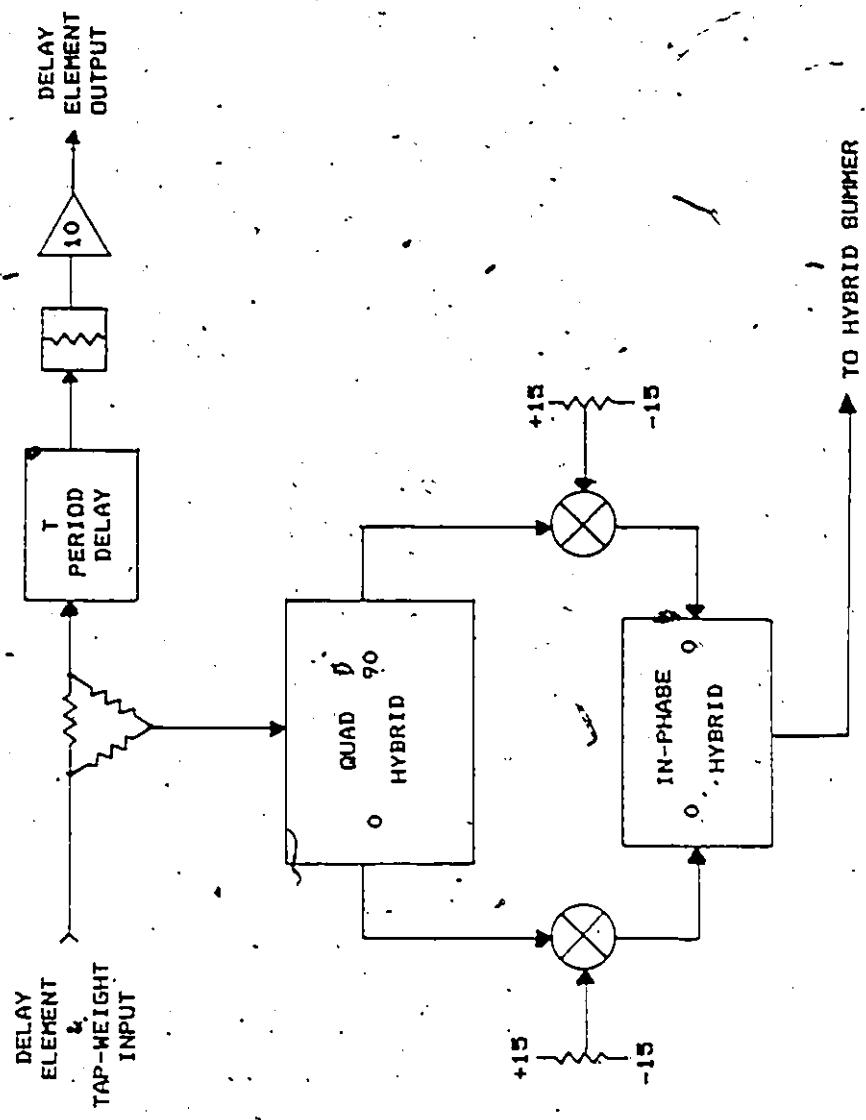 DELAY
ELEMENT
&
TAP-WEIGHT
INPUT
T
PERIOD
DELAY
10
DELAY
ELEMENT
OUTPUT
QUAD
0
90
HYBRID
+15
-15
+15
-15
IN-PHASE
0
0
HYBRID
TO HYBRID SUMMER